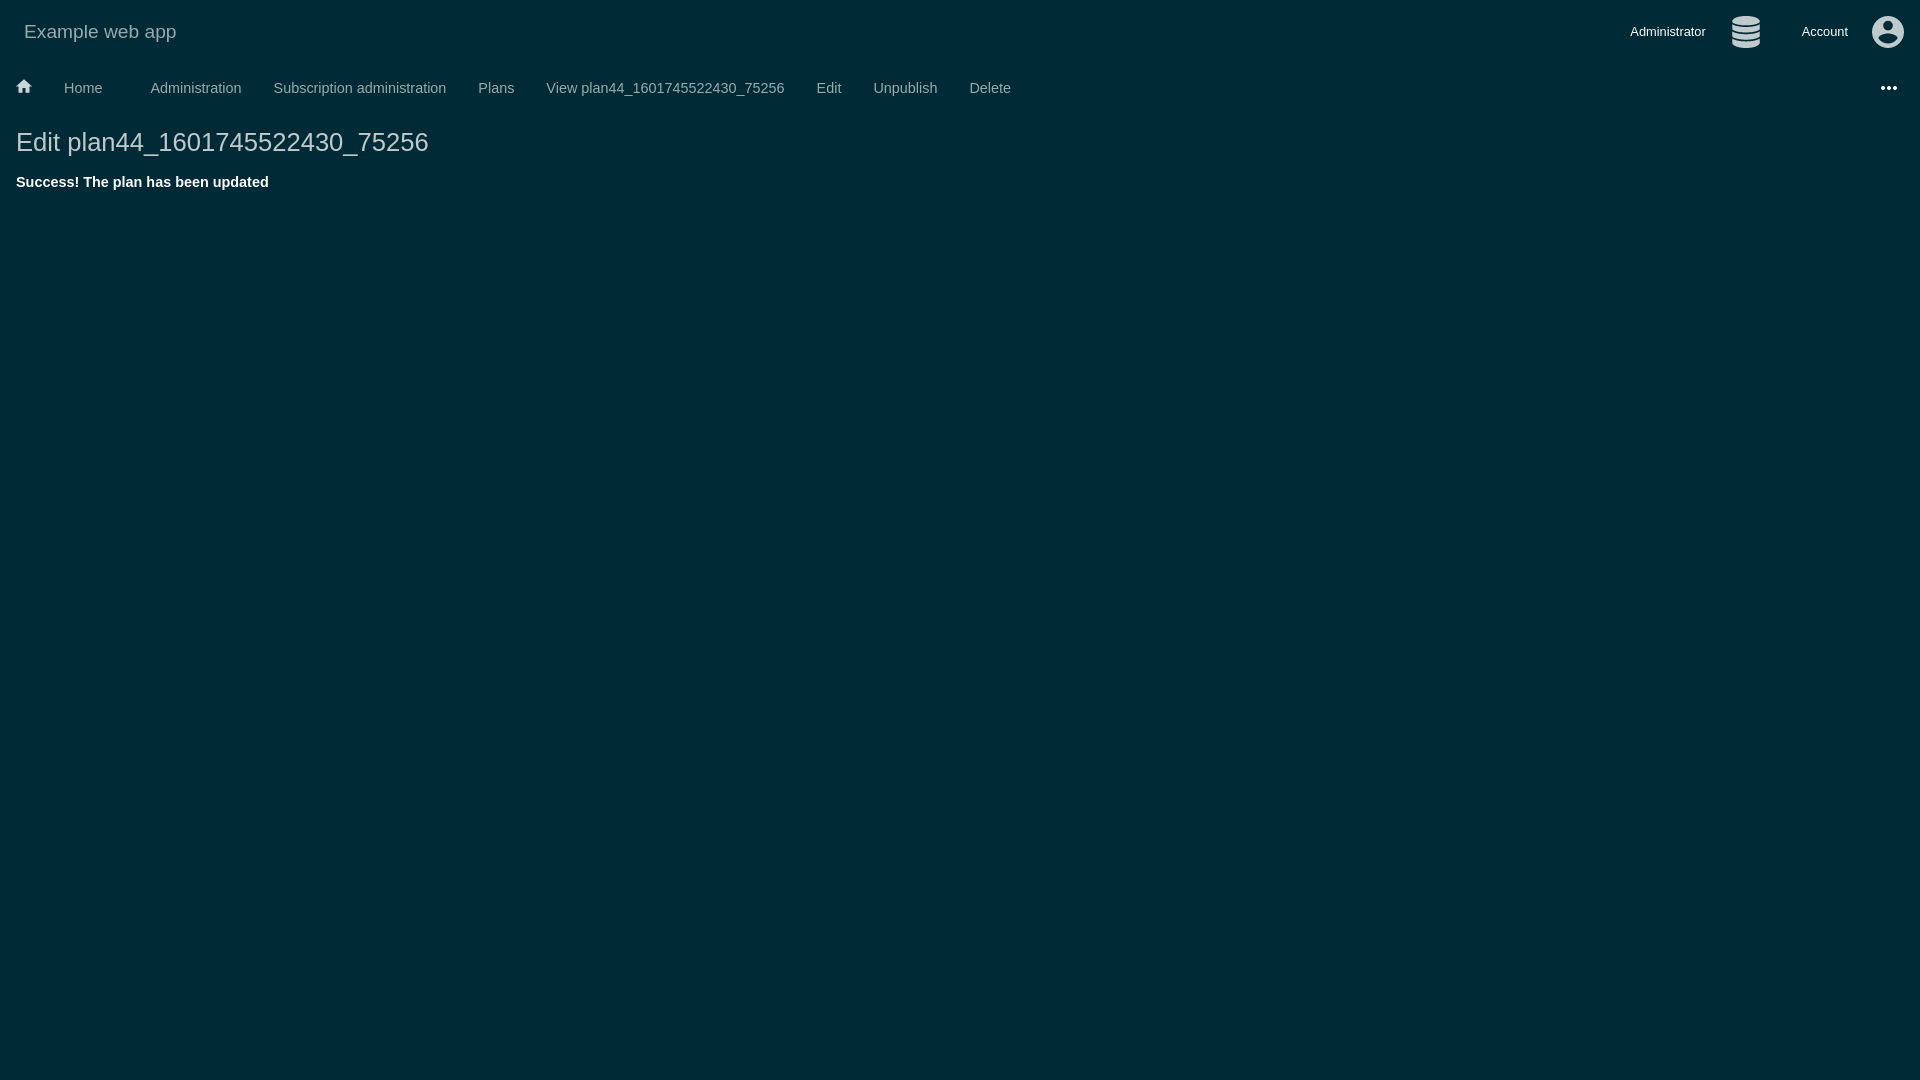 Example web app
Administrator
Account
Home Administration Subscription administration Plans View plan44_1601745522430_75256 Edit Unpublish Delete
Edit plan44_1601745522430_75256
Success! The plan has been updated